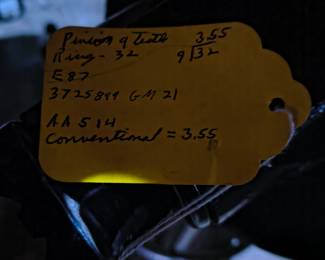 Pinion 9 Teeth 3.55
Ring - 32 9√32
E87
3725899 GM 21
AA 514
Conventional = 3.55